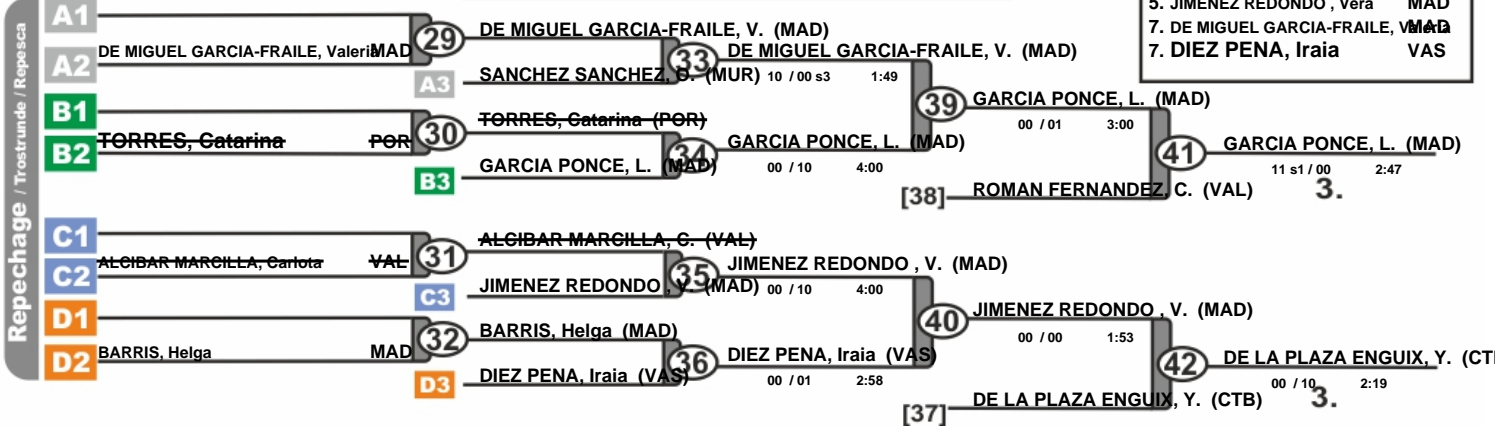 Repechage / Trostrunde / Repesca
5. JIMENEZ REDONDO , Vera MAD
7. DE MIGUEL GARCIA-FRAILE, Valeria MAD
7. DIEZ PENA, Iraia VAS
A1
A2 DE MIGUEL GARCIA-FRAILE, Valeria MAD
29 DE MIGUEL GARCIA-FRAILE, V. (MAD)
A3 SANCHEZ SANCHEZ, (MUR)
33 DE MIGUEL GARCIA-FRAILE, V. (MAD)
10 / 00 s3 1:49
B1
B2 TORRES, Catarina POR
30 TORRES, Catarina (POR)
B3 GARCIA PONCE, L. (MAD)
34 GARCIA PONCE, L. (MAD)
00 / 10 4:00
39 GARCIA PONCE, L. (MAD)
00 / 01 3:00
[38] ROMAN FERNANDEZ, C. (VAL)
41 GARCIA PONCE, L. (MAD)
11 s1 / 00 2:47
3.
C1
C2 ALCIBAR MARCILLA, Carlota VAL
31 ALCIBAR MARCILLA, C. (VAL)
C3 JIMENEZ REDONDO , V. (MAD)
35 JIMENEZ REDONDO , V. (MAD)
00 / 10 4:00
D1
D2 BARRIS, Helga MAD
32 BARRIS, Helga (MAD)
D3 DIEZ PENA, Iraia (VAS)
36 DIEZ PENA, Iraia (VAS)
00 / 01 2:58
40 JIMENEZ REDONDO , V. (MAD)
00 / 00 1:53
[37] DE LA PLAZA ENGUIX, Y. (CTB)
42 DE LA PLAZA ENGUIX, Y. (CT
00 / 10 2:19
3.